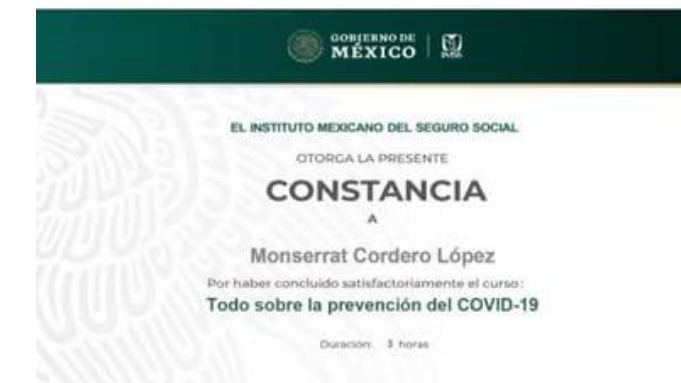 GOBIERNO DE
MÉXICO
IMSS
EL INSTITUTO MEXICANO DEL SEGURO SOCIAL
OTORGA LA PRESENTE
CONSTANCIA
A
Monserrat Cordero López
Por haber concluido satisfactoriamente el curso:
Todo sobre la prevención del COVID-19
Duración: 3 horas